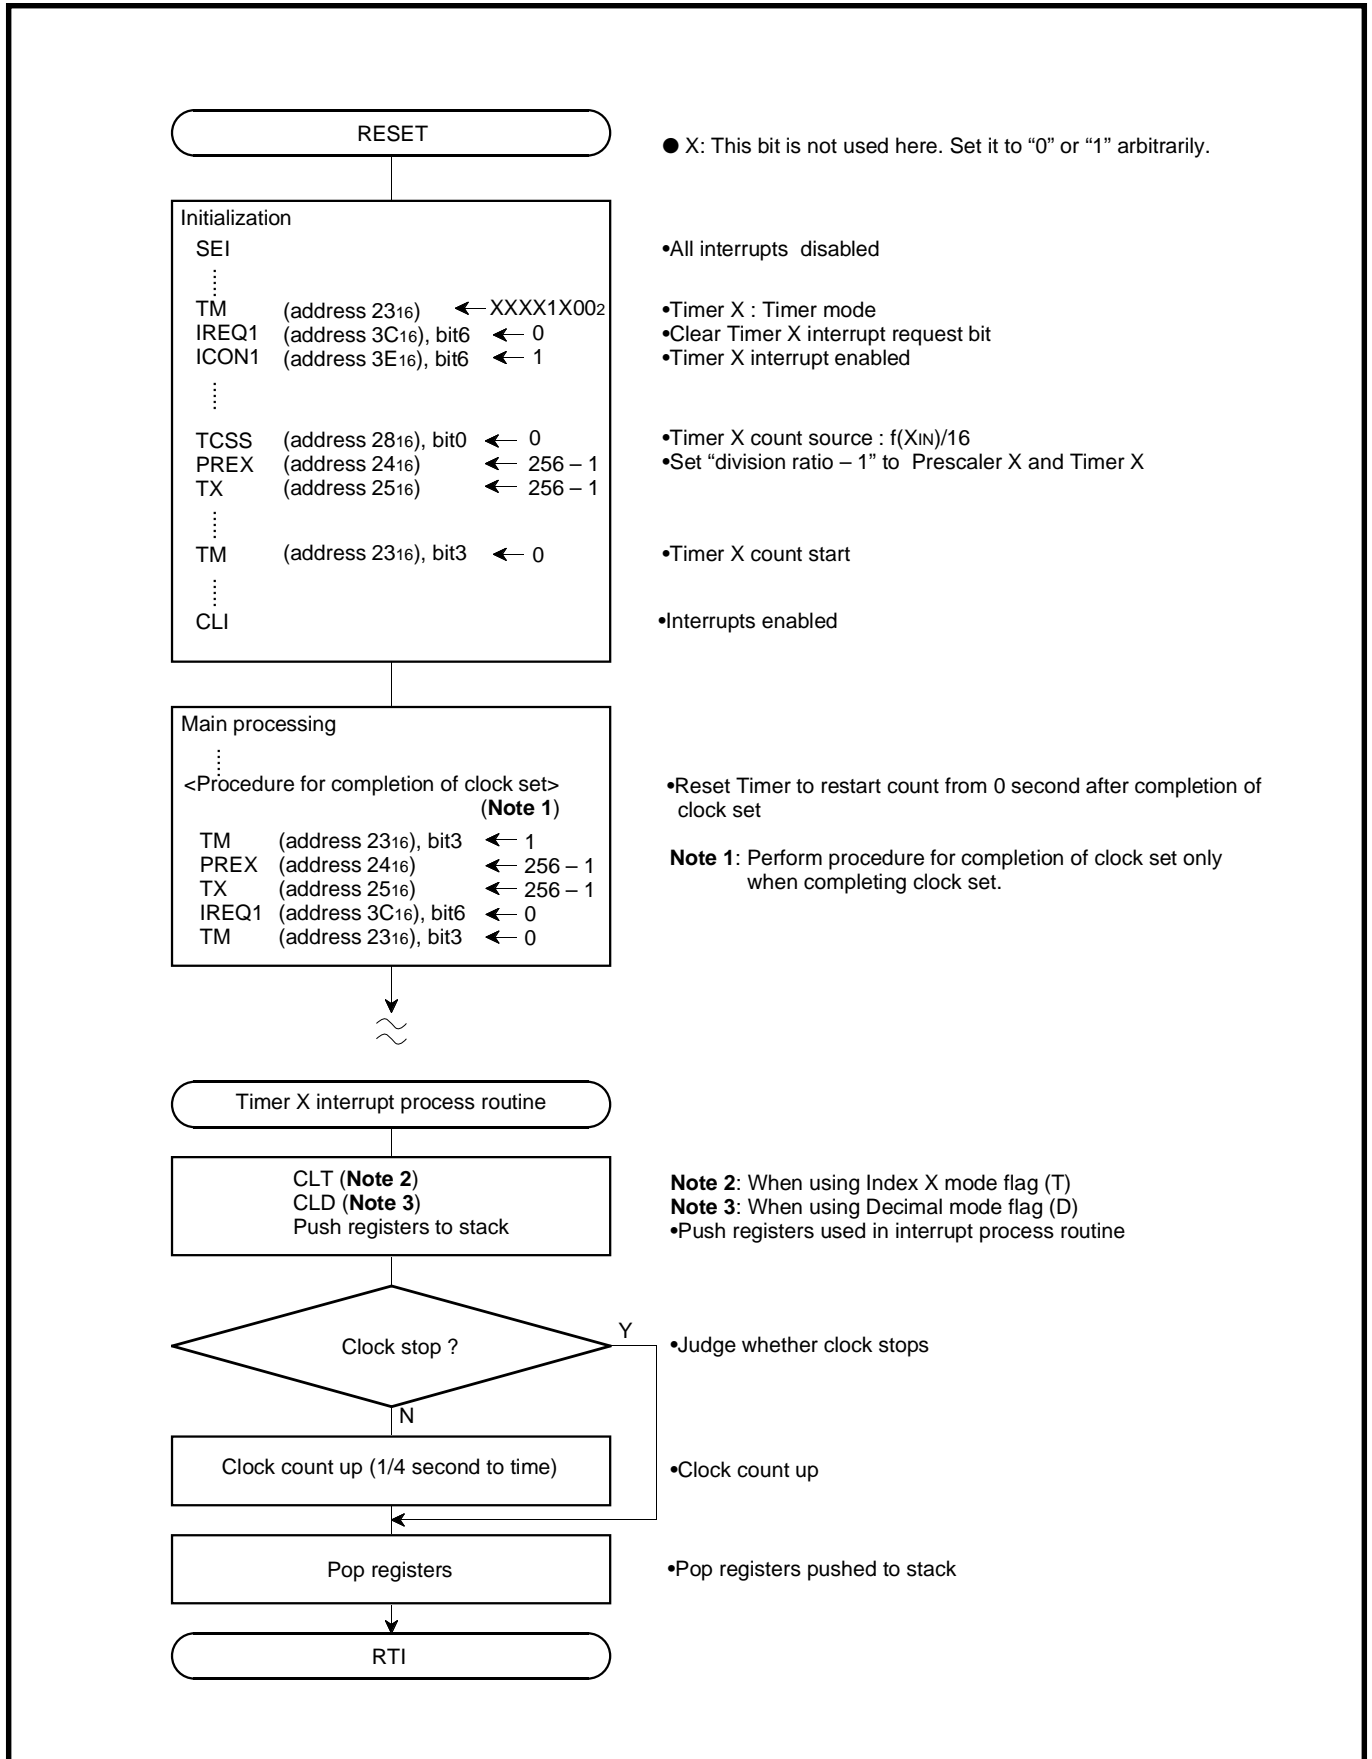 RESET
● X: This bit is not used here. Set it to “0” or “1” arbitrarily.
Initialization
SEI •All interrupts disabled
TM (address 2316) XXXX1X002 •Timer X : Timer mode
IREQ1 (address 3C16), bit6 0 •Clear Timer X interrupt request bit
ICON1 (address 3E16), bit6 1 •Timer X interrupt enabled
TCSS (address 2816), bit0 0 •Timer X count source : f(XIN)/16
PREX (address 2416) 256 – 1 •Set “division ratio – 1” to Prescaler X and Timer X
TX (address 2516) 256 – 1
TM (address 2316), bit3 0 •Timer X count start
CLI •Interrupts enabled
Main processing
<Procedure for completion of clock set> •Reset Timer to restart count from 0 second after completion of
(Note 1) clock set
TM (address 2316), bit3 1
PREX (address 2416) 256 – 1 Note 1: Perform procedure for completion of clock set only
TX (address 2516) 256 – 1 when completing clock set.
IREQ1 (address 3C16), bit6 0
TM (address 2316), bit3 0
Timer X interrupt process routine
CLT (Note 2) Note 2: When using Index X mode flag (T)
CLD (Note 3) Note 3: When using Decimal mode flag (D)
Push registers to stack •Push registers used in interrupt process routine
Y
Clock stop ? •Judge whether clock stops
N
Clock count up (1/4 second to time) •Clock count up
Pop registers •Pop registers pushed to stack
RTI